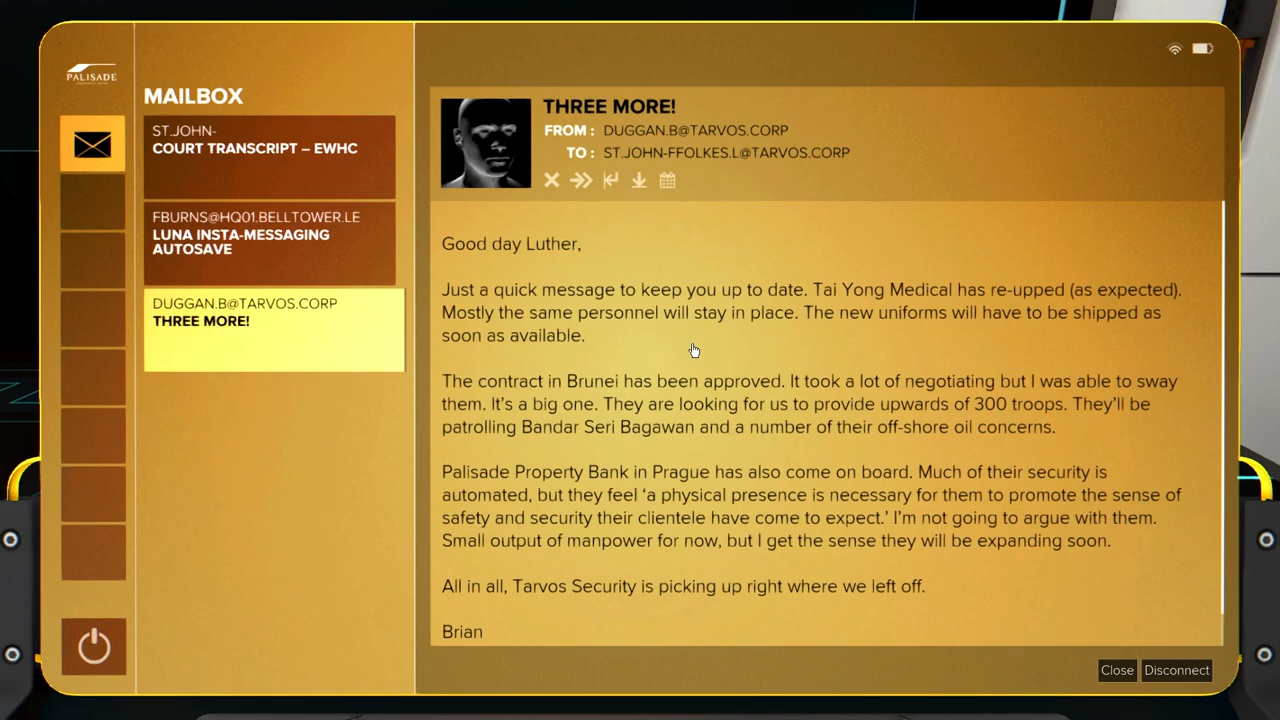 PALISADE
MAILBOX
ST.JOHN-
COURT TRANSCRIPT – EWHC
FBURNS@HQ01.BELLTOWER.LE
LUNA INSTA-MESSAGING
AUTOSAVE
DUGGAN.B@TARVOS.CORP
THREE MORE!
THREE MORE!
FROM : DUGGAN.B@TARVOS.CORP
TO : ST.JOHN-FFOLKES.L@TARVOS.CORP
Good day Luther,
Just a quick message to keep you up to date. Tai Yong Medical has re-upped (as expected).
Mostly the same personnel will stay in place. The new uniforms will have to be shipped as
soon as available.
The contract in Brunei has been approved. It took a lot of negotiating but I was able to sway
them. It's a big one. They are looking for us to provide upwards of 300 troops. They'll be
patrolling Bandar Seri Bagawan and a number of their off-shore oil concerns.
Palisade Property Bank in Prague has also come on board. Much of their security is
automated, but they feel ‘a physical presence is necessary for them to promote the sense of
safety and security their clientele have come to expect.’ I'm not going to argue with them.
Small output of manpower for now, but I get the sense they will be expanding soon.
All in all, Tarvos Security is picking up right where we left off.
Brian
Close Disconnect